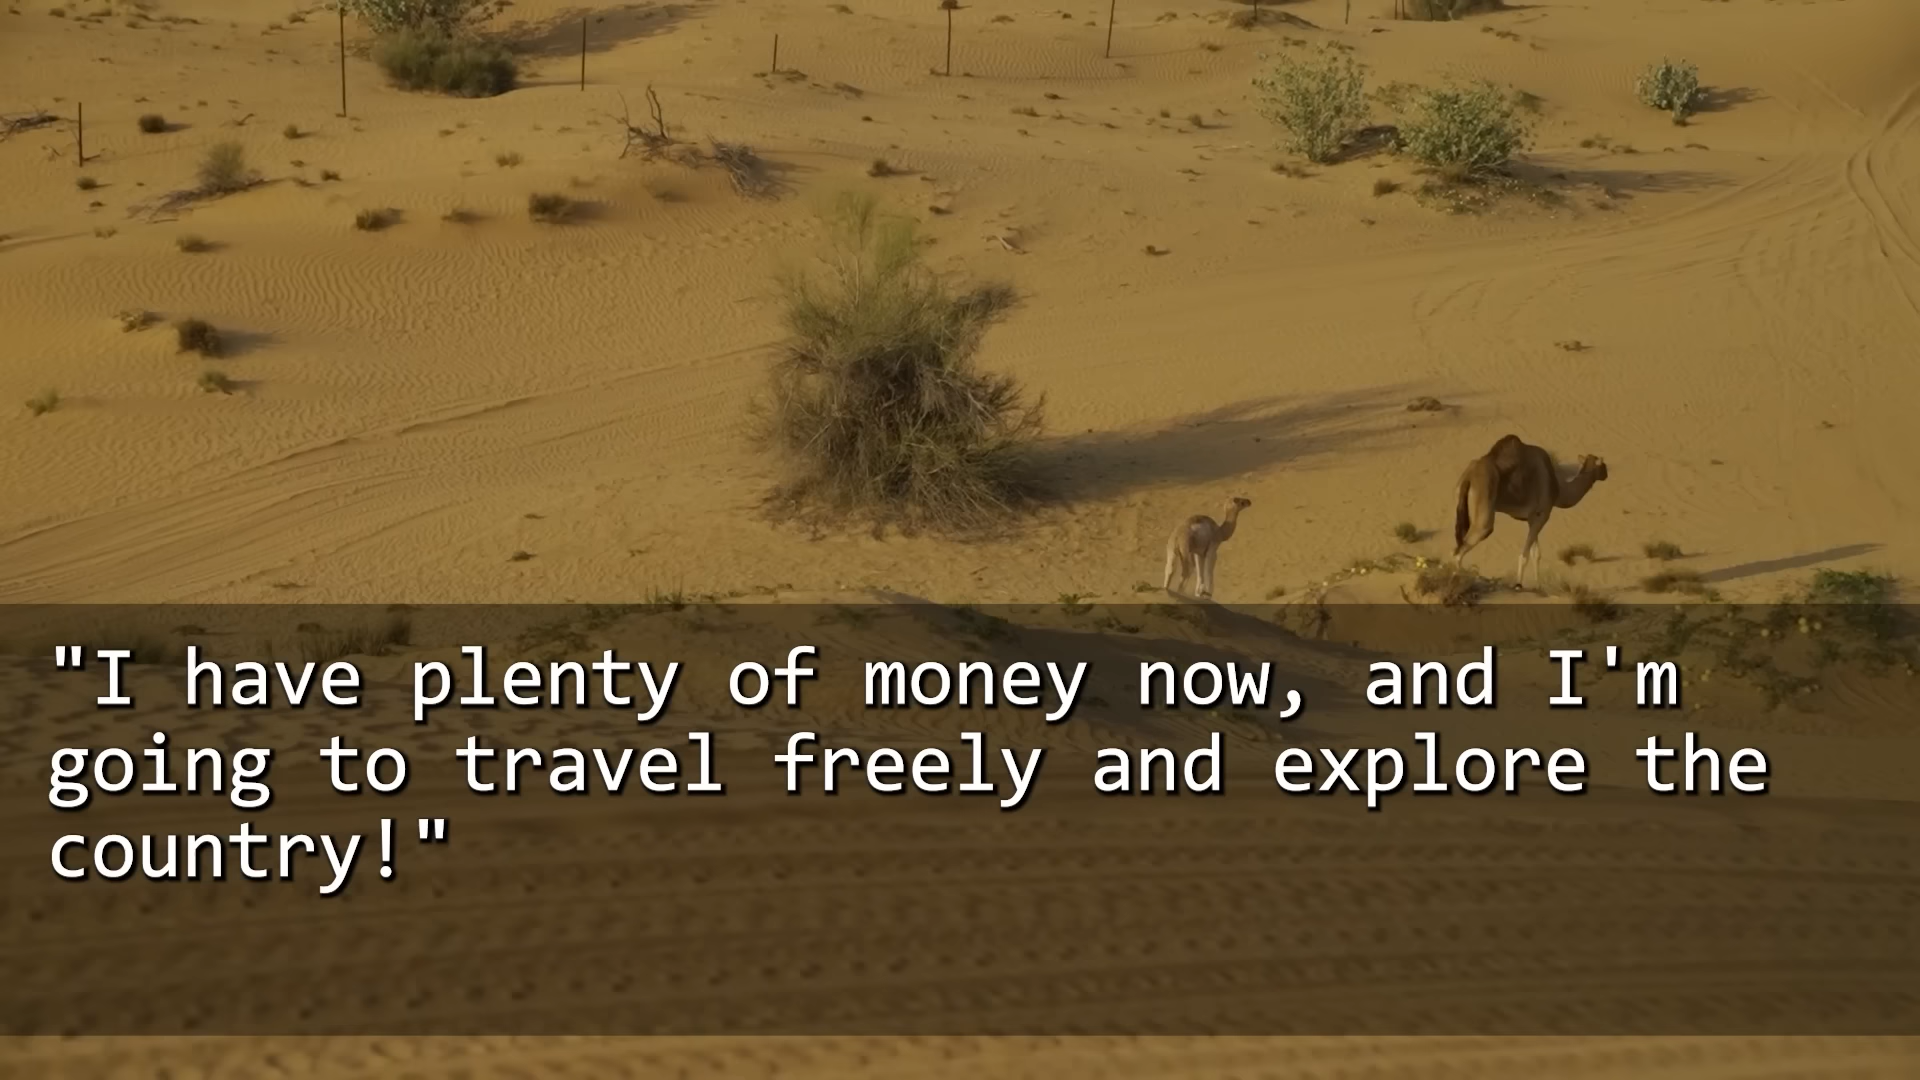 "I have plenty of money now, and I'm
going to travel freely and explore the
country!"